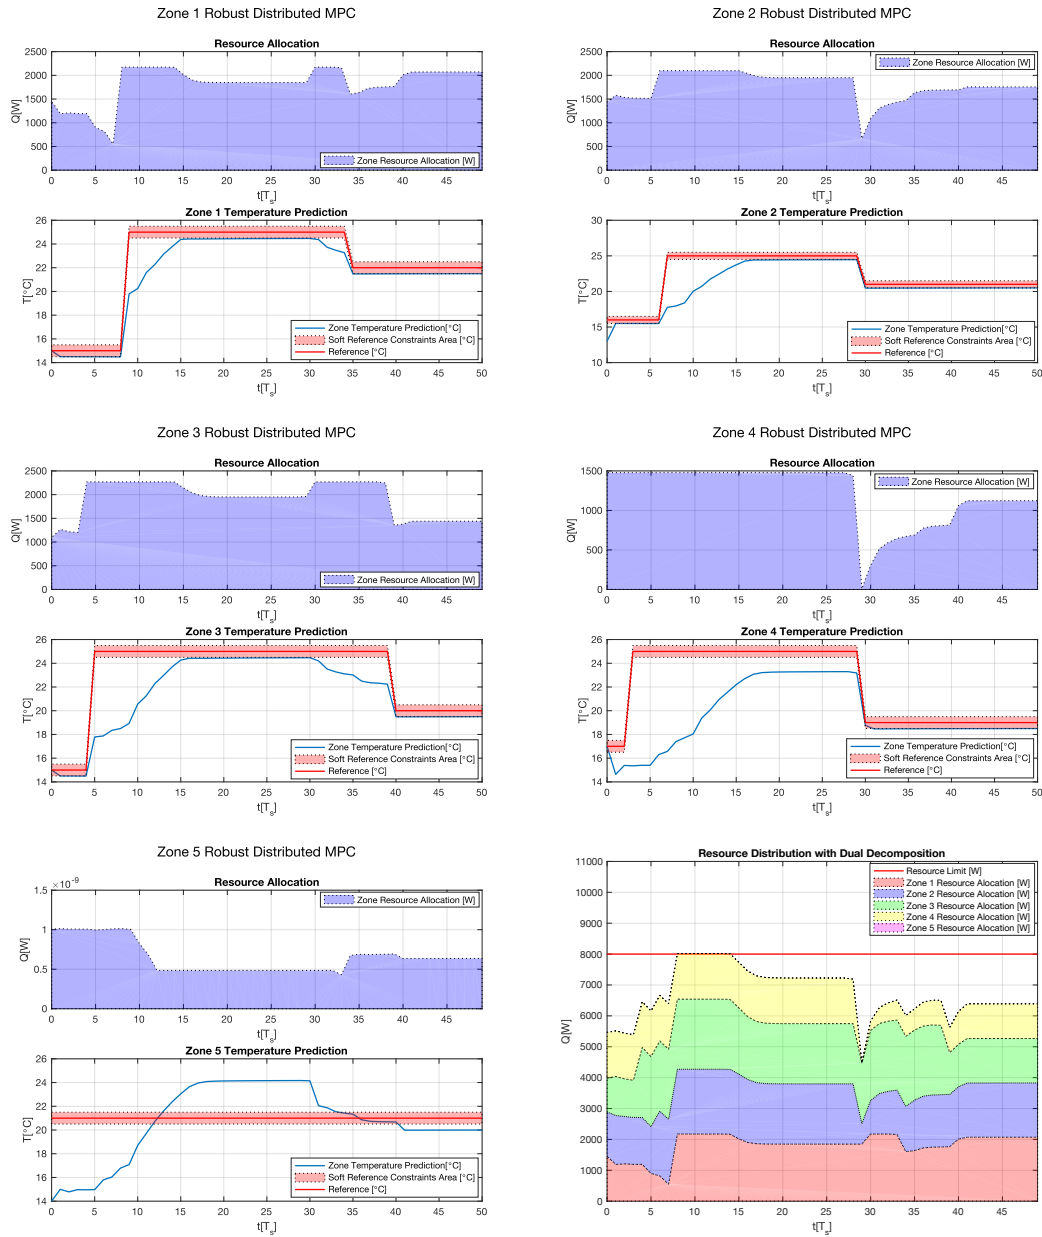 Zone 1 Robust Distributed MPC
Resource Allocation
2500
2000
1500
1000
500
0
Q[W]
Zone Resource Allocation [W]
0 5 10 15 20 25 30 35 40 45
t[Ts]
Zone 1 Temperature Prediction
26
24
22
20
18
16
14
T[°C]
Zone Temperature Prediction[°C]
Soft Reference Constraints Area [°C]
Reference [°C]
0 5 10 15 20 25 30 35 40 45 50
t[Ts]
Zone 2 Robust Distributed MPC
Resource Allocation
2500
2000
1500
1000
500
0
Q[W]
Zone Resource Allocation [W]
0 5 10 15 20 25 30 35 40 45
t[Ts]
Zone 2 Temperature Prediction
30
25
20
15
10
T[°C]
Zone Temperature Prediction[°C]
Soft Reference Constraints Area [°C]
Reference [°C]
0 5 10 15 20 25 30 35 40 45 50
t[Ts]
Zone 3 Robust Distributed MPC
Resource Allocation
2500
2000
1500
1000
500
0
Q[W]
Zone Resource Allocation [W]
0 5 10 15 20 25 30 35 40 45
t[Ts]
Zone 3 Temperature Prediction
26
24
22
20
18
16
14
T[°C]
Zone Temperature Prediction[°C]
Soft Reference Constraints Area [°C]
Reference [°C]
0 5 10 15 20 25 30 35 40 45 50
t[Ts]
Zone 4 Robust Distributed MPC
Resource Allocation
1500
1000
500
0
Q[W]
Zone Resource Allocation [W]
0 5 10 15 20 25 30 35 40 45
t[Ts]
Zone 4 Temperature Prediction
26
24
22
20
18
16
14
T[°C]
Zone Temperature Prediction[°C]
Soft Reference Constraints Area [°C]
Reference [°C]
0 5 10 15 20 25 30 35 40 45 50
t[Ts]
Zone 5 Robust Distributed MPC
×10-9
Resource Allocation
1.5
1
0.5
0
Q[W]
Zone Resource Allocation [W]
0 5 10 15 20 25 30 35 40 45
t[Ts]
Zone 5 Temperature Prediction
26
24
22
20
18
16
14
T[°C]
Zone Temperature Prediction[°C]
Soft Reference Constraints Area [°C]
Reference [°C]
0 5 10 15 20 25 30 35 40 45 50
t[Ts]
Resource Distribution with Dual Decomposition
11000
10000
9000
8000
7000
6000
5000
4000
3000
2000
1000
0
Q[W]
Resource Limit [W]
Zone 1 Resource Allocation [W]
Zone 2 Resource Allocation [W]
Zone 3 Resource Allocation [W]
Zone 4 Resource Allocation [W]
Zone 5 Resource Allocation [W]
0 5 10 15 20 25 30 35 40 45
t[Ts]